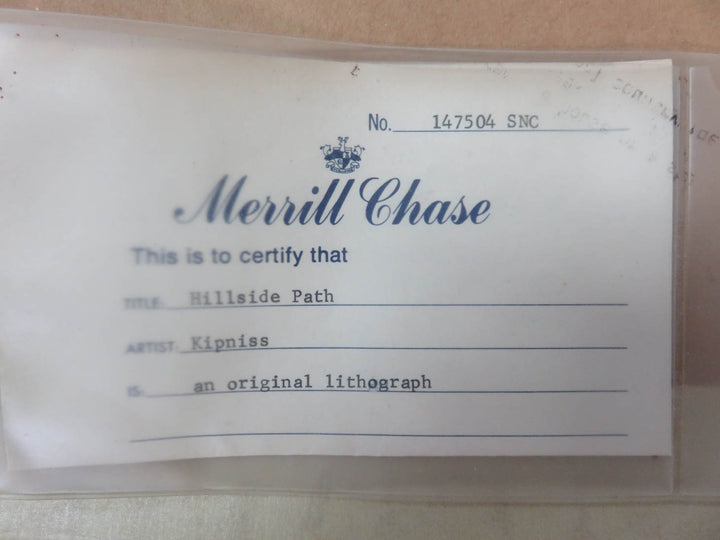 No. 147504 SNC
Merrill Chase
This is to certify that
TITLE: Hillside Path
ARTIST: Kipniss
IS: an original lithograph